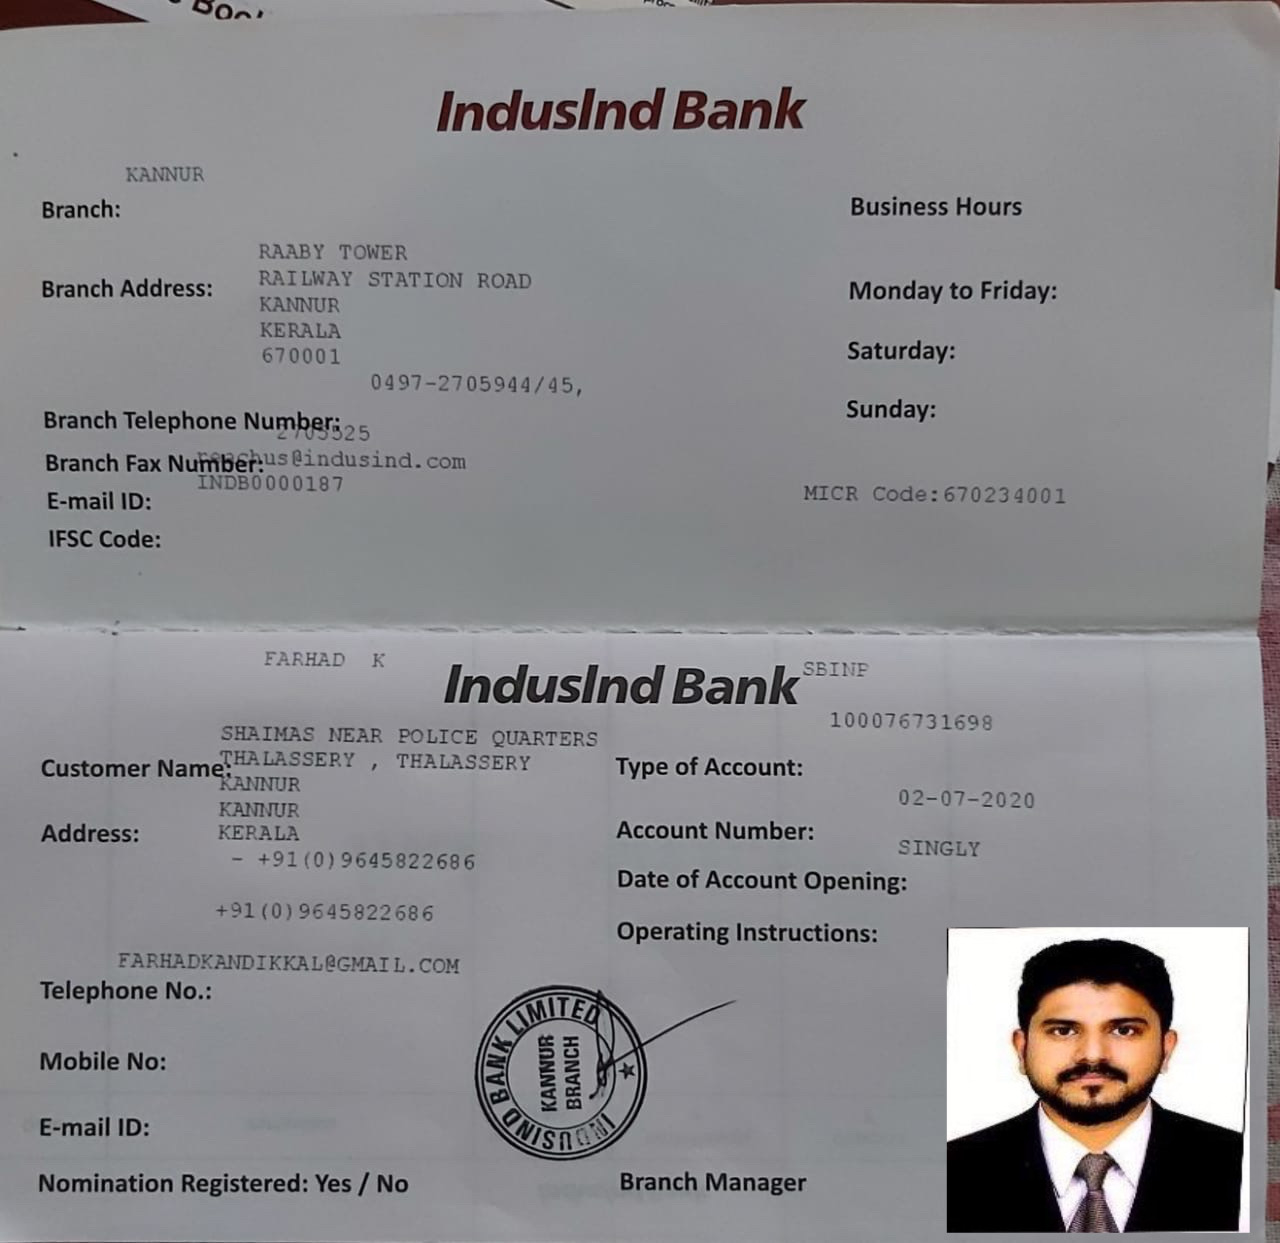 Boo
IndusInd Bank
KANNUR
Branch:
Business Hours
RAABY TOWER
Branch Address:
RAILWAY STATION ROAD
KANNUR
KERALA
670001
Monday to Friday:
Saturday:
0497-2705944/45,
Sunday:
Branch Telephone Number:
2705525
Branch Fax Number:
reachus@indusind.com
INDB0000187
E-mail ID:
MICR Code:670234001
IFSC Code:
FARHAD K
IndusInd Bank
SBINP
100076731698
SHAIMAS NEAR POLICE QUARTERS
Customer Name:
THALASSERY , THALASSERY
KANNUR
KANNUR
Address:
KERALA
- +91(0)9645822686
+91(0)9645822686
FARHADKANDIKKAL@GMAIL.COM
Type of Account:
02-07-2020
Account Number:
SINGLY
Date of Account Opening:
Operating Instructions:
Telephone No.:
Mobile No:
E-mail ID:
Nomination Registered: Yes / No
INDUSIND BANK LIMITED
KANNUR
BRANCH
Branch Manager